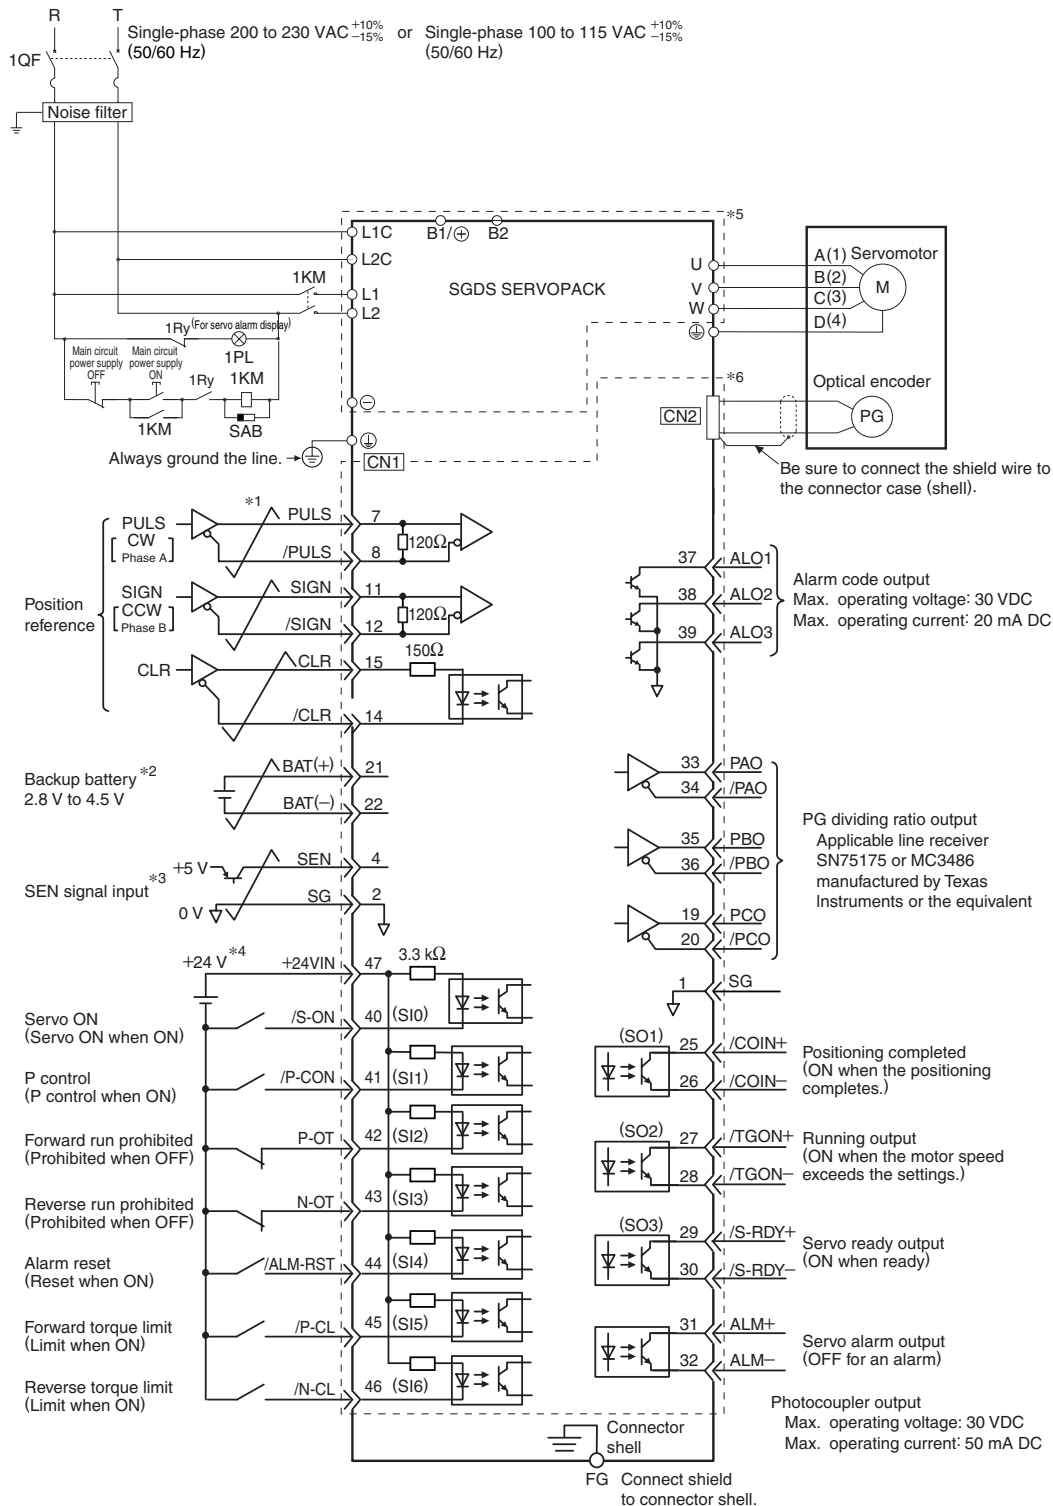 R T
Single-phase 200 to 230 VAC +10% −15% or Single-phase 100 to 115 VAC +10% −15%
(50/60 Hz) (50/60 Hz)
1QF
Noise filter
*5
L1C B1/⊕ B2
L2C
1KM
L1
L2
SGDS SERVOPACK
U
V
W
A(1) Servomotor
B(2)
C(3)
D(4)
M
1Ry (For servo alarm display)
1PL
Main circuit power supply OFF
Main circuit power supply ON
1Ry
1KM
1KM
SAB
⊖
*6
CN2
Optical encoder
PG
Always ground the line.
CN1
Be sure to connect the shield wire to
the connector case (shell).
Position
reference
*1
PULS
CW
Phase A
PULS 7
/PULS 8
120Ω
SIGN
CCW
Phase B
SIGN 11
/SIGN 12
120Ω
CLR
CLR 15
150Ω
/CLR 14
37 ALO1
38 ALO2
39 ALO3
Alarm code output
Max. operating voltage: 30 VDC
Max. operating current: 20 mA DC
Backup battery *2
2.8 V to 4.5 V
BAT(+) 21
BAT(−) 22
SEN signal input *3
+5 V
SEN 4
0 V
SG 2
33 PAO
34 /PAO
35 PBO
36 /PBO
19 PCO
20 /PCO
PG dividing ratio output
Applicable line receiver
SN75175 or MC3486
manufactured by Texas
Instruments or the equivalent
1 SG
+24 V *4
+24VIN 47
3.3 kΩ
Servo ON
(Servo ON when ON)
/S-ON 40 (SI0)
P control
(P control when ON)
/P-CON 41 (SI1)
Forward run prohibited
(Prohibited when OFF)
P-OT 42 (SI2)
Reverse run prohibited
(Prohibited when OFF)
N-OT 43 (SI3)
Alarm reset
(Reset when ON)
/ALM-RST 44 (SI4)
Forward torque limit
(Limit when ON)
/P-CL 45 (SI5)
Reverse torque limit
(Limit when ON)
/N-CL 46 (SI6)
(SO1)
25 /COIN+
26 /COIN−
Positioning completed
(ON when the positioning
completes.)
(SO2)
27 /TGON+
28 /TGON−
Running output
(ON when the motor speed
exceeds the settings.)
(SO3)
29 /S-RDY+
30 /S-RDY−
Servo ready output
(ON when ready)
31 ALM+
32 ALM−
Servo alarm output
(OFF for an alarm)
Photocoupler output
Max. operating voltage: 30 VDC
Max. operating current: 50 mA DC
Connector
shell
FG Connect shield
to connector shell.